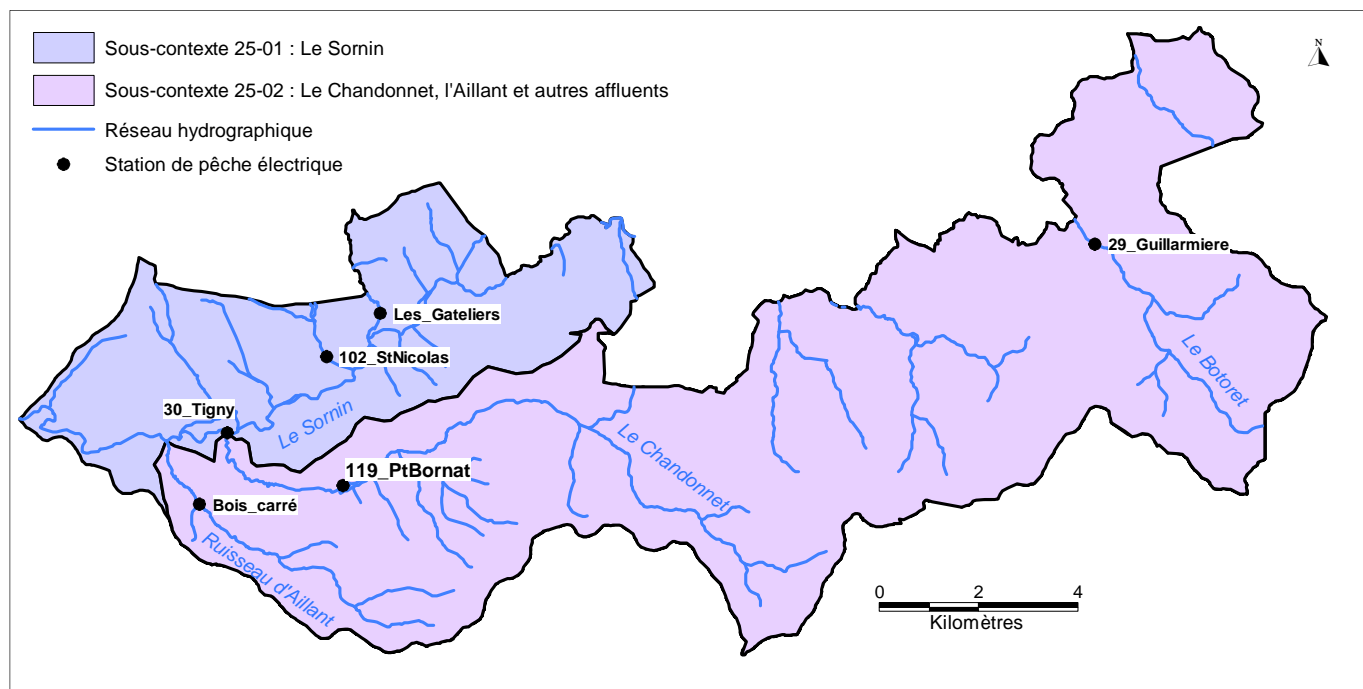 Sous-contexte 25-01 : Le Sornin
Sous-contexte 25-02 : Le Chandonnet, l'Aillant et autres affluents
Réseau hydrographique
Station de pêche électrique
N
29_Guillarmiere
Les_Gateliers
102_StNicolas
Le Botoret
30_Tigny
Le Sornin
Le Chandonnet
119_PtBornat
Bois_carré
Ruisseau d'Aillant
0 2 4
Kilomètres